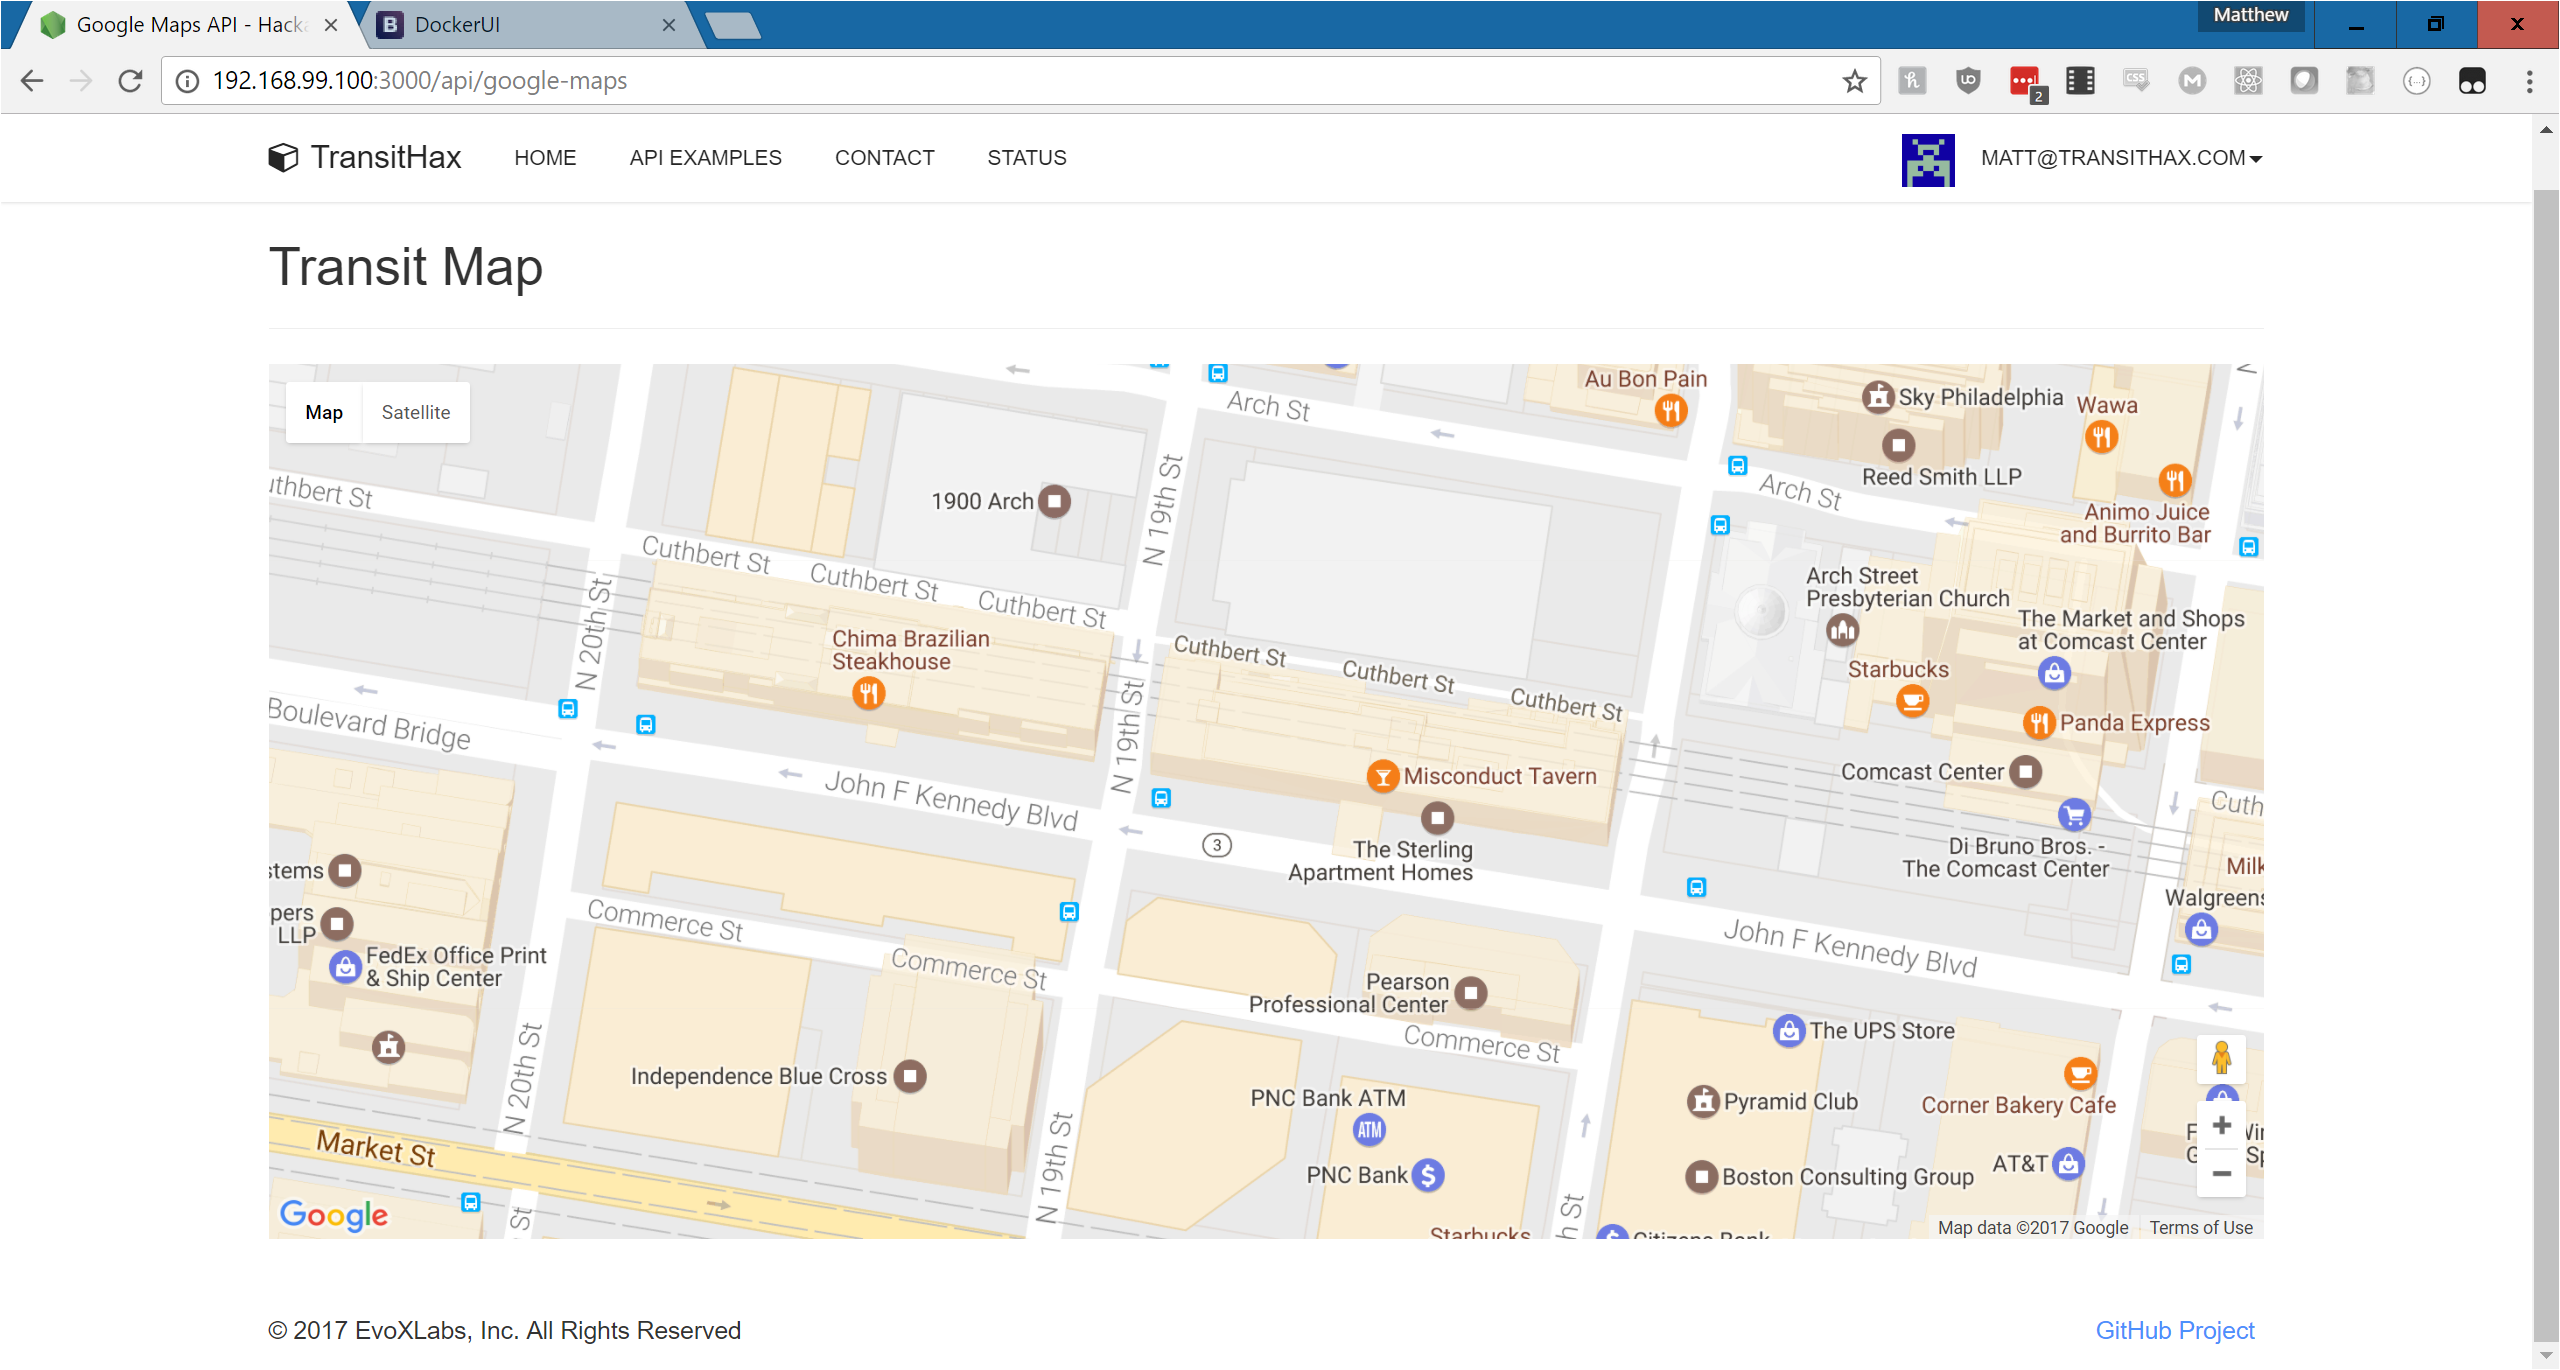 Google Maps API - Hacka
DockerUI
Matthew
192.168.99.100:3000/api/google-maps
2
TransitHax
HOME
API EXAMPLES
CONTACT
STATUS
MATT@TRANSITHAX.COM
Transit Map
Map
Satellite
Arch St
Au Bon Pain
Sky Philadelphia
Wawa
Reed Smith LLP
Arch St
Animo Juice
and Burrito Bar
uthbert St
1900 Arch
N 19th St
Cuthbert St
Cuthbert St
Cuthbert St
N 20th St
Arch Street
Presbyterian Church
The Market and Shops
at Comcast Center
Chima Brazilian
Steakhouse
Cuthbert St
Cuthbert St
Cuthbert St
Starbucks
Panda Express
Boulevard Bridge
N 19th St
Misconduct Tavern
Comcast Center
John F Kennedy Blvd
Cuth
3
The Sterling
Apartment Homes
Di Bruno Bros. -
The Comcast Center
stems
Milk
Walgreens
pers
LLP
Commerce St
John F Kennedy Blvd
FedEx Office Print
& Ship Center
Commerce St
Pearson
Professional Center
Commerce St
The UPS Store
N 20th St
Independence Blue Cross
PNC Bank ATM
ATM
Pyramid Club
Corner Bakery Cafe
Market St
N 19th St
PNC Bank
Boston Consulting Group
AT&T
Google
St
h St
Starbucks
Citizens Bank
Map data ©2017 Google
Terms of Use
© 2017 EvoXLabs, Inc. All Rights Reserved
GitHub Project